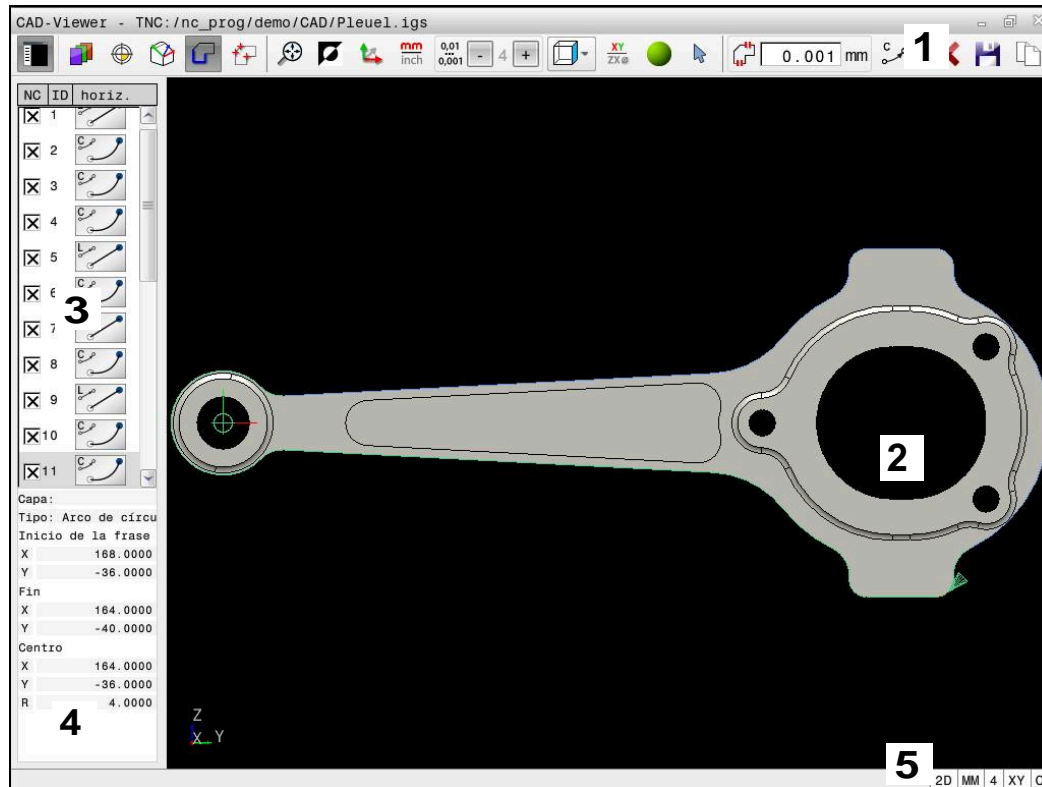 CAD-Viewer - TNC:/nc_prog/demo/CAD/Pleuel.igs
mm inch 0,01 ... 0,001 - 4 + XY ZX 0.001 mm C 1
NC ID horiz.
1
2 C
3 C
4 C
5 L
6 C
3
7
8 C
9 L
10 C
11 C
2
Capa:
Tipo: Arco de círcu
Inicio de la frase
X 168.0000
Y -36.0000
Fin
X 164.0000
Y -40.0000
Centro
X 164.0000
Y -36.0000
R 4.0000
4
Z
X Y
5
2D MM 4 XY